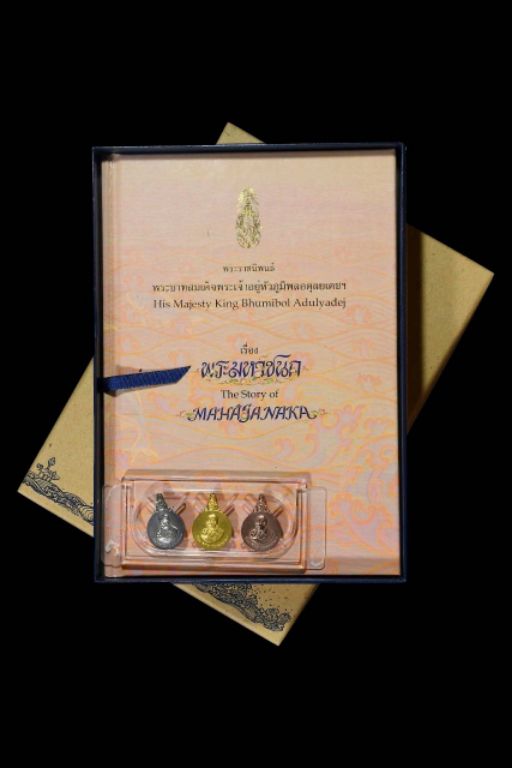 พระราชนิพนธ์
พระบาทสมเด็จพระเจ้าอยู่หัวภูมิพลอดุลยเดชฯ
His Majesty King Bhumibol Adulyadej
เรื่อง
พระมหาชนก
The Story of
MAHAJANAKA